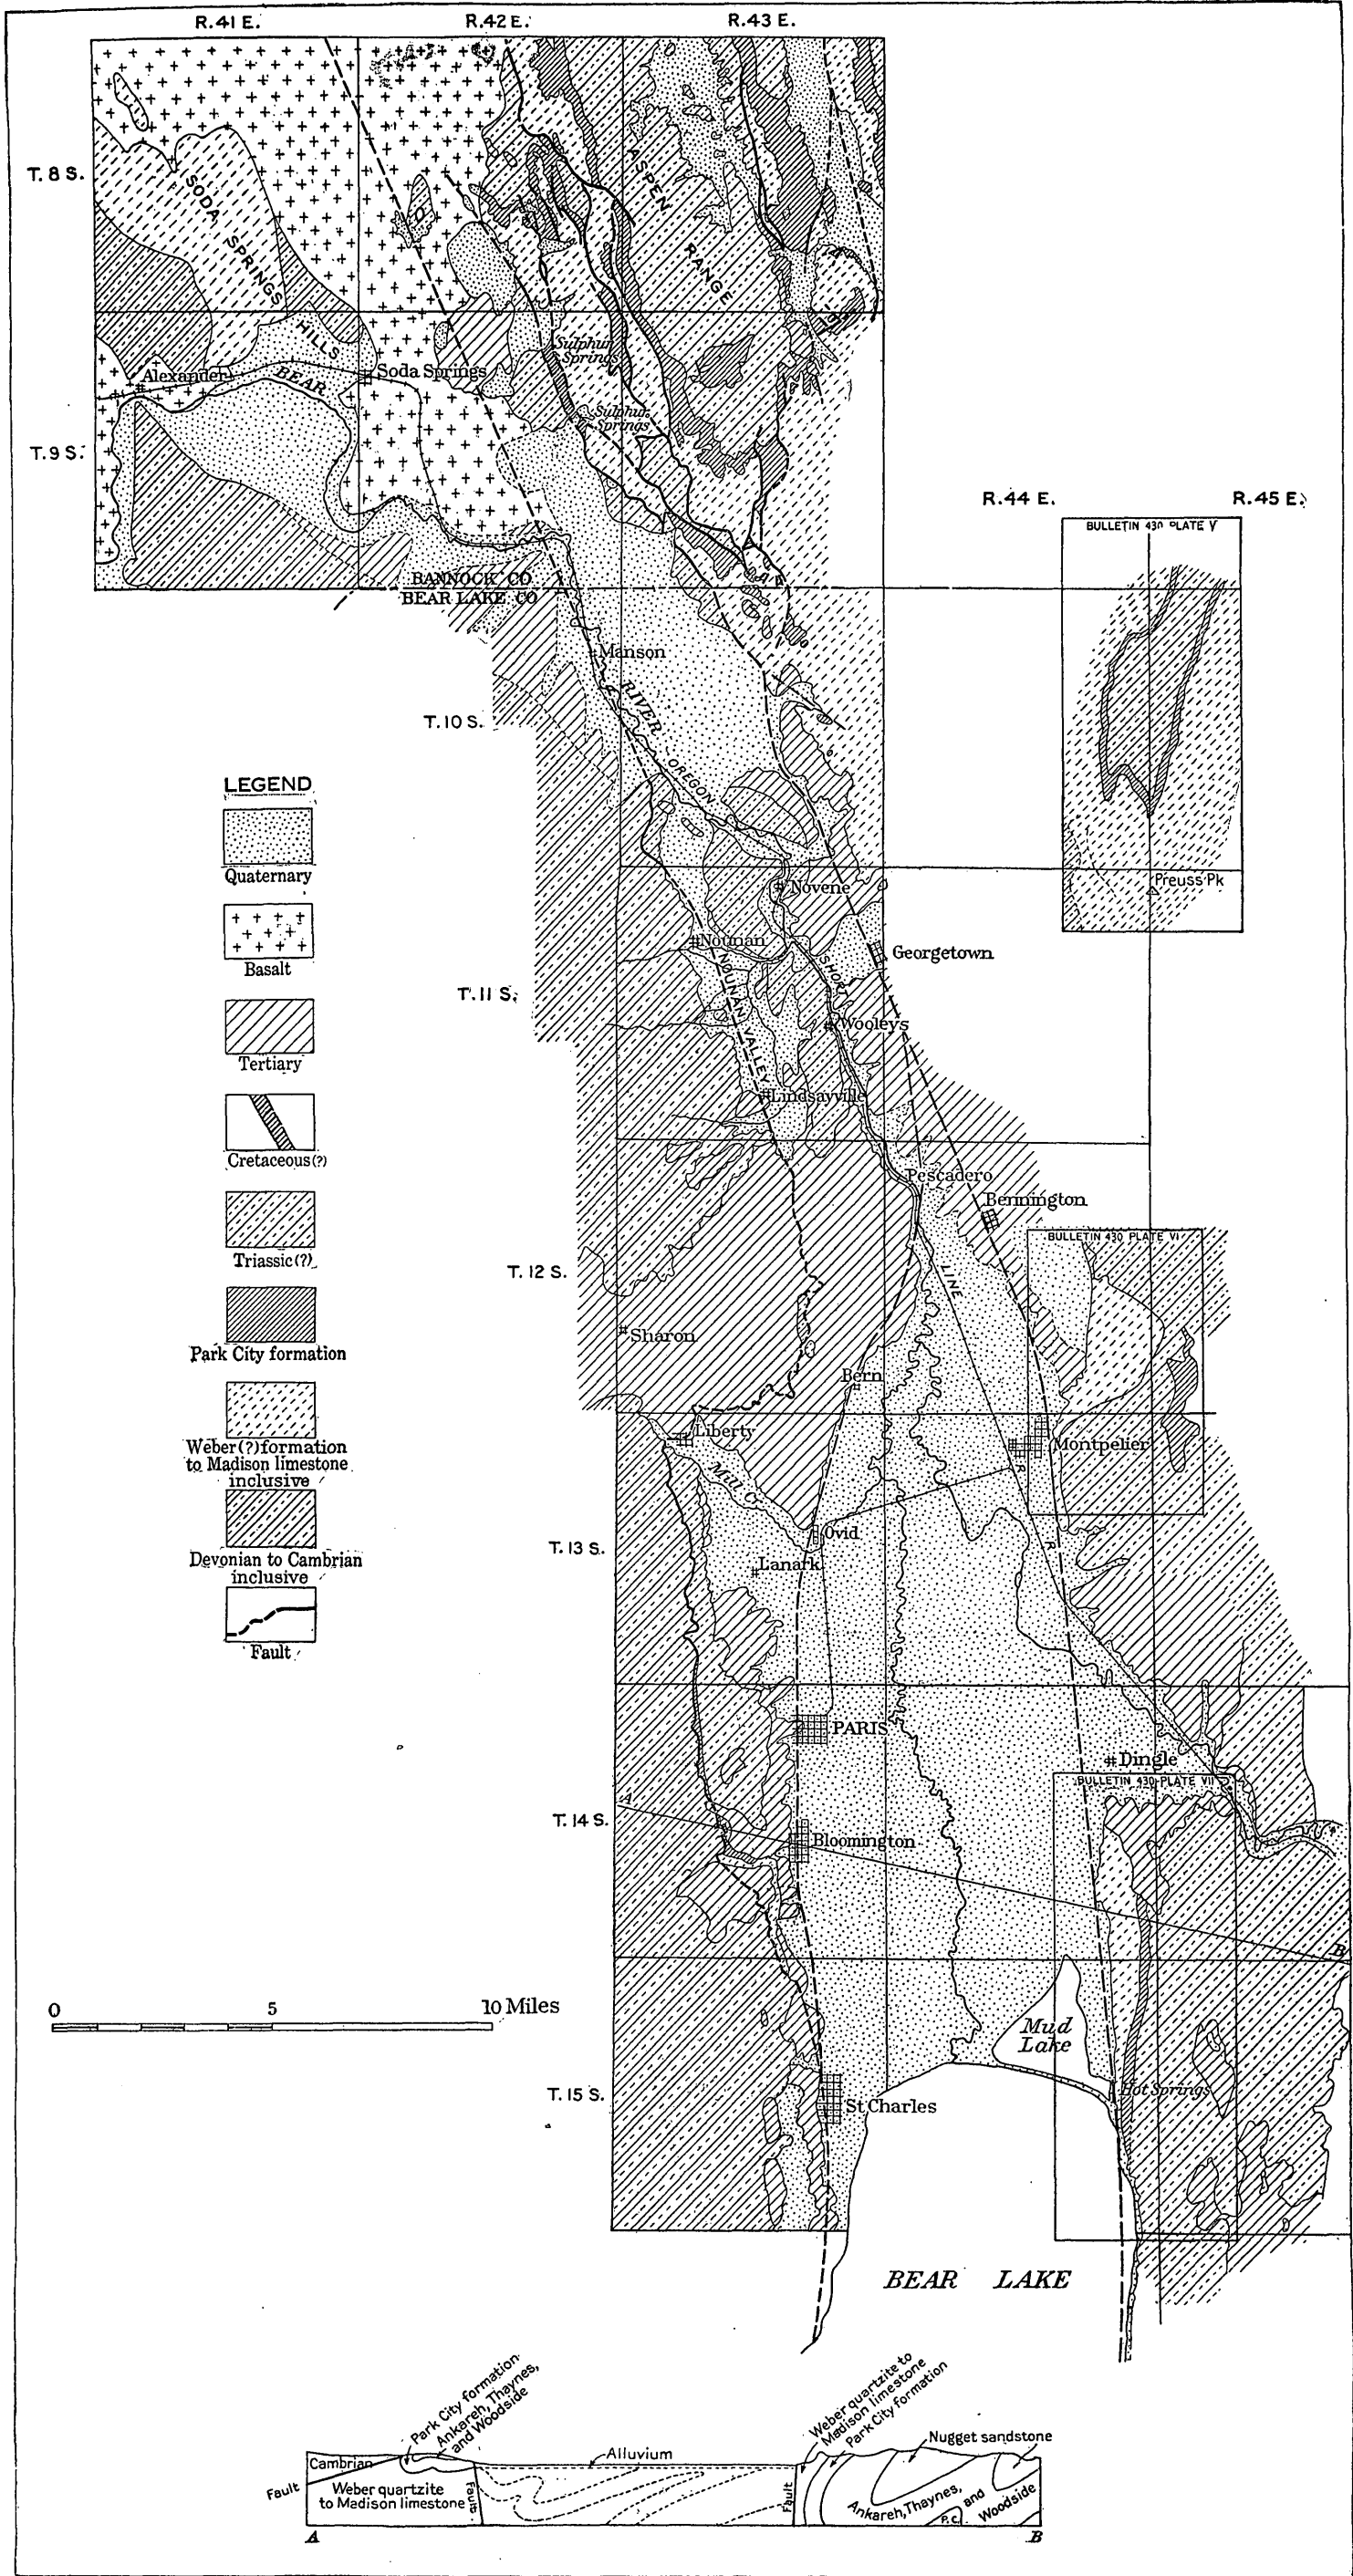 R.41 E.
R.42 E.
R.43 E.
T. 8 S.
SODA SPRINGS HILLS
ASPEN RANGE
Sulphur
Springs
Alexander
BEAR
Soda Springs
Sulphur
Springs
T. 9 S.
R.44 E.
R.45 E.
BULLETIN 430 PLATE V
BANNOCK CO
BEAR LAKE CO
Manson
RIVER
T. 10 S.
OREGON
LEGEND
Quaternary
Basalt
Tertiary
Cretaceous(?)
Triassic(?)
Park City formation
Weber(?) formation
to Madison limestone
inclusive
Devonian to Cambrian
inclusive
Fault
Preuss Pk
Novene
Nounan
Georgetown
NOUNAN VALLEY
SHORT
T. 11 S.
Wooleys
Lindsayville
Pescadero
Bennington
BULLETIN 430 PLATE VI
T. 12 S.
LINE
Sharon
Bern
Liberty
Montpelier
Mill C.
R
R
Ovid
T. 13 S.
Lanark
PARIS
Dingle
BULLETIN 430 PLATE VII
A
T. 14 S.
Bloomington
B
0 5 10 Miles
Mud
Lake
Hot Springs
T. 15 S.
St Charles
BEAR LAKE
Park City formation
Ankareh, Thaynes,
and Woodside
Weber quartzite to
Madison limestone
Park City formation
Nugget sandstone
Alluvium
Cambrian
Fault
Weber quartzite
to Madison limestone
Fault
Fault
Ankareh, Thaynes,
and
Woodside
P.C.
A
B